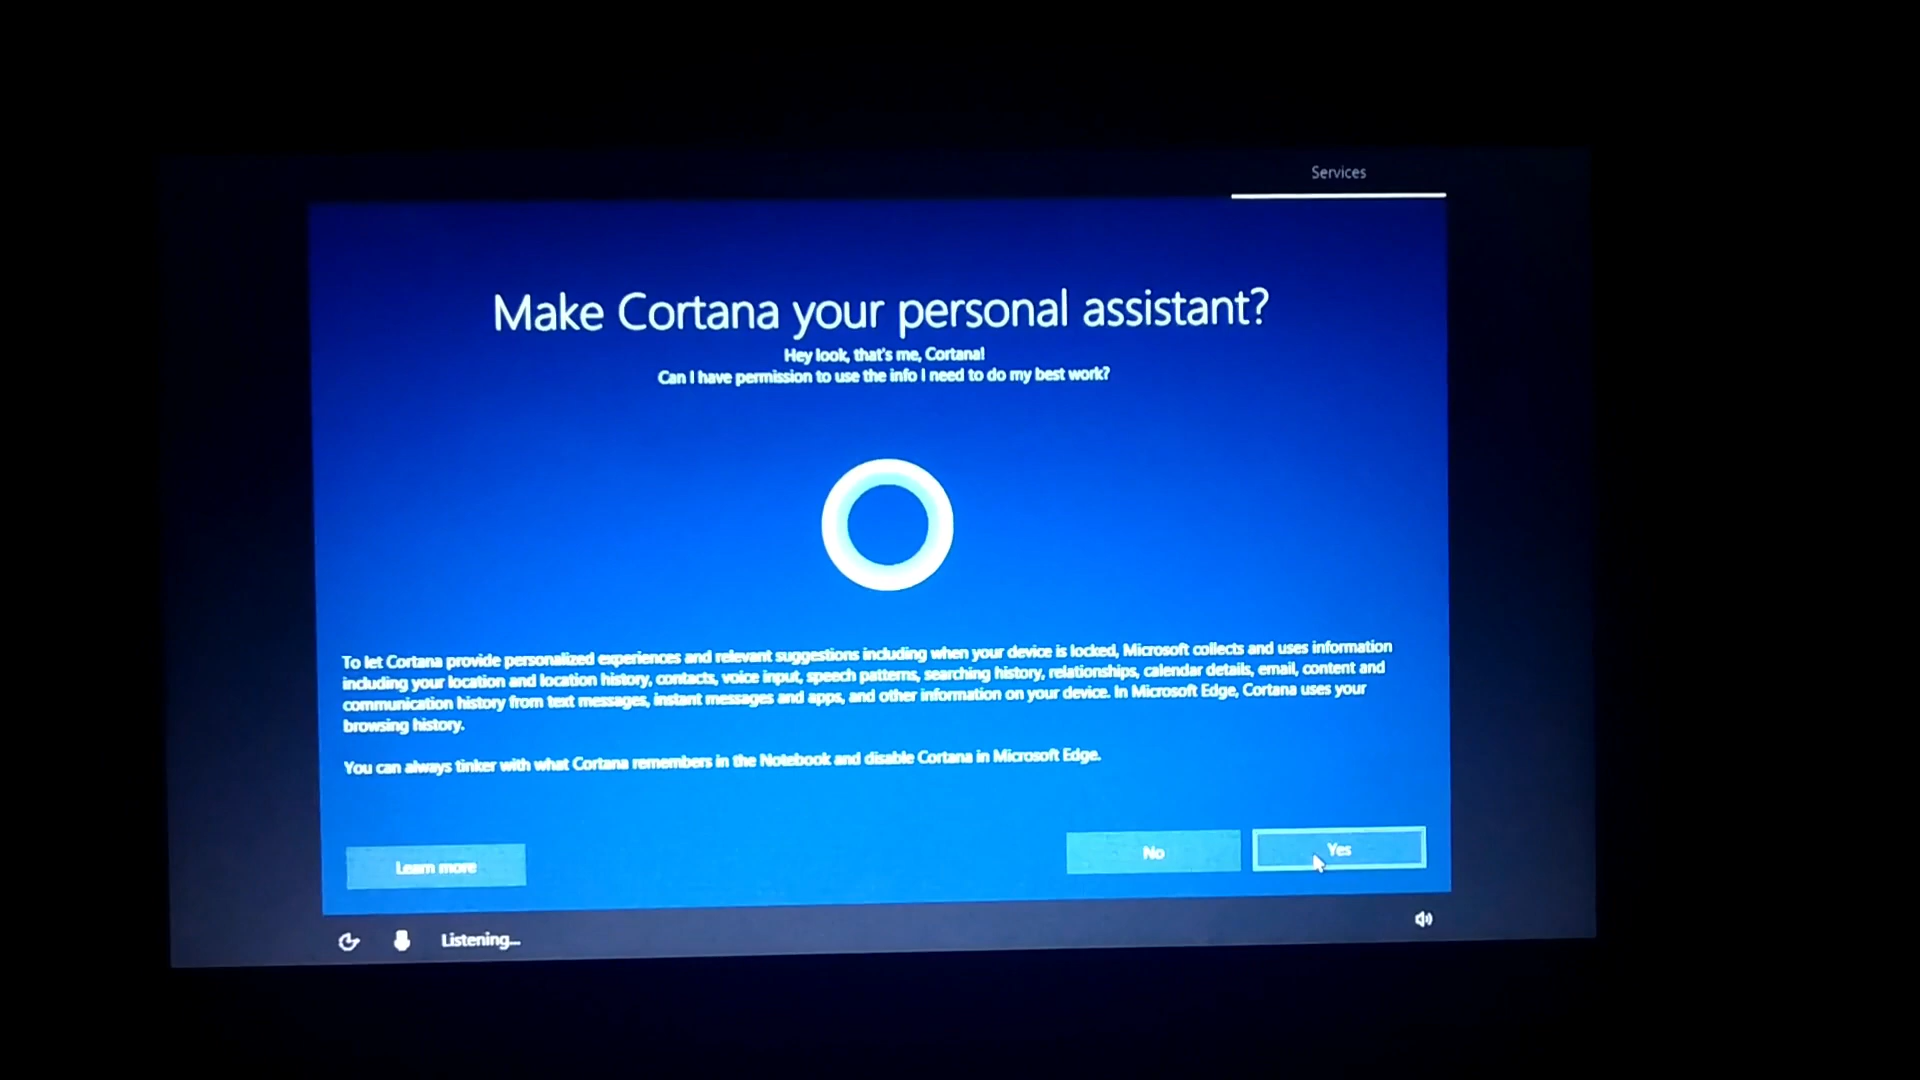 Services
Make Cortana your personal assistant?
Hey look, that's me, Cortana!
Can I have permission to use the info I need to do my best work?
To let Cortana provide personalized experiences and relevant suggestions including when your device is locked, Microsoft collects and uses information
including your location and location history, contacts, voice input, speech patterns, searching history, relationships, calendar details, email, content and
communication history from text messages, instant messages and apps, and other information on your device. In Microsoft Edge, Cortana uses your
browsing history.
You can always tinker with what Cortana remembers in the Notebook and disable Cortana in Microsoft Edge.
Learn more
No
Yes
Listening...